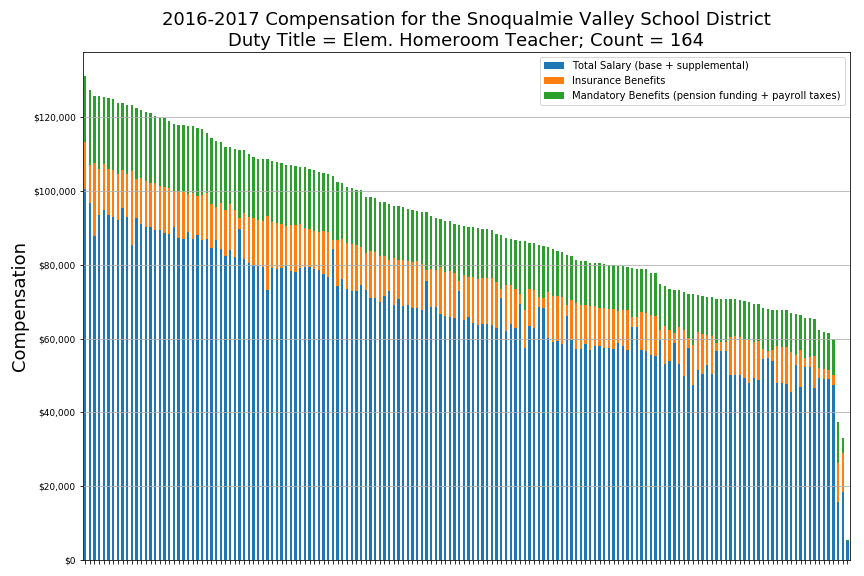 2016-2017 Compensation for the Snoqualmie Valley School District
Duty Title = Elem. Homeroom Teacher; Count = 164
Total Salary (base + supplemental)
Insurance Benefits
Mandatory Benefits (pension funding + payroll taxes)
$120,000
$100,000
$80,000
$60,000
$40,000
$20,000
$0
Compensation